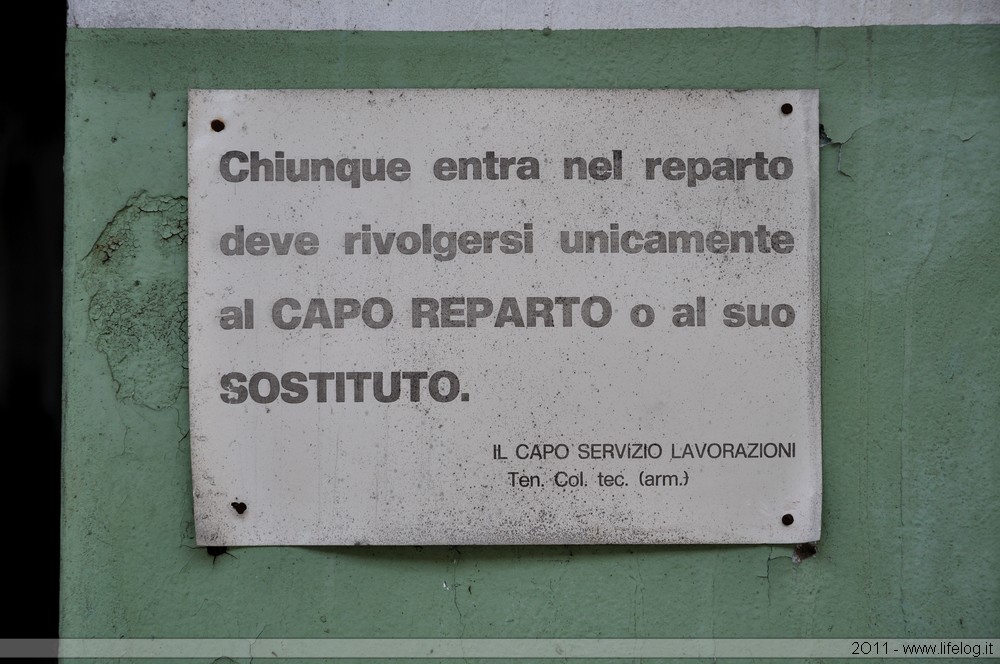 Chiunque entra nel reparto
deve rivolgersi unicamente
al CAPO REPARTO o al suo
SOSTITUTO.
IL CAPO SERVIZIO LAVORAZIONI
Ten. Col. tec. (arm.)
2011 - www.lifelog.it